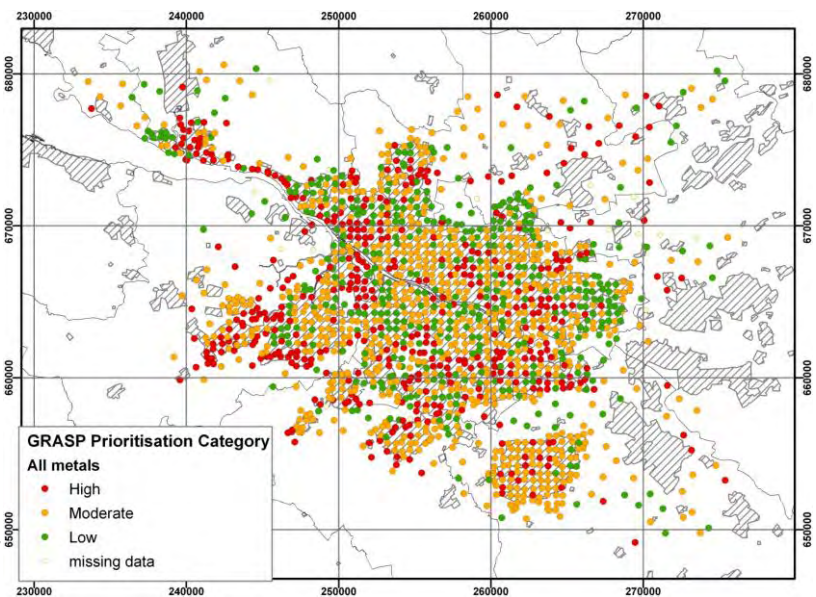 230000 240000 250000 260000 270000
680000 680000
670000 670000
660000 660000
650000 650000
GRASP Prioritisation Category
All metals
High
Moderate
Low
missing data
230000 240000 250000 260000 270000